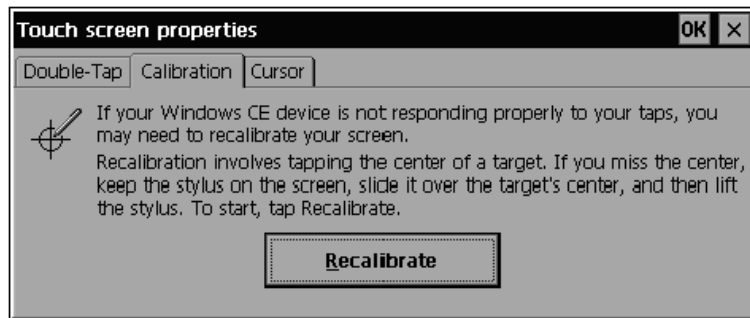 Touch screen properties OK ×
Double-Tap Calibration Cursor
If your Windows CE device is not responding properly to your taps, you
may need to recalibrate your screen.
Recalibration involves tapping the center of a target. If you miss the center,
keep the stylus on the screen, slide it over the target's center, and then lift
the stylus. To start, tap Recalibrate.
Recalibrate